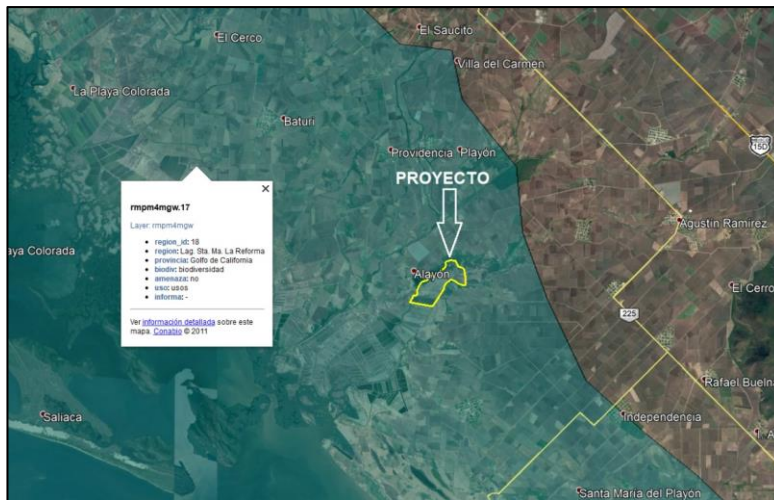 El Saucito
El Cerco
Villa del Carmen
La Playa Colorada
Baturi
15D
Providencia
Playón
PROYECTO
rmpm4mgw.17
Layer: rmpm4mgw
region_id: 18
region: Lag. Sta. Ma. La Reforma
provincia: Golfo de California
biodiv: biodiversidad
amenaza: no
uso: usos
informa: -
Ver información detallada sobre este
mapa. Conabio © 2011
Agustín Ramírez
aya Colorada
Alayón
El Cerro
225
Rafael Buelna
Saliaca
Independencia
Santa María del Playón